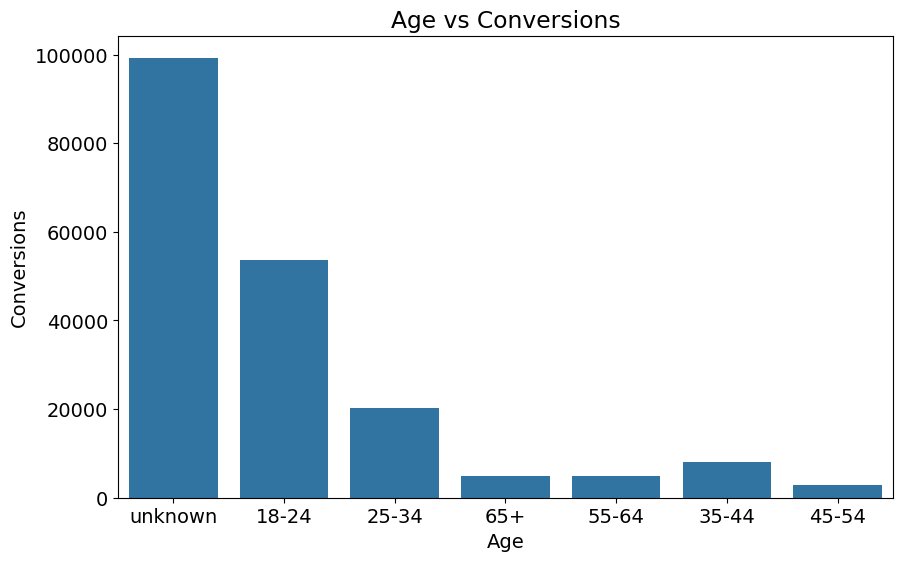 Age vs Conversions
Conversions
100000
80000
60000
40000
20000
0
unknown 18-24 25-34 65+ 55-64 35-44 45-54
Age